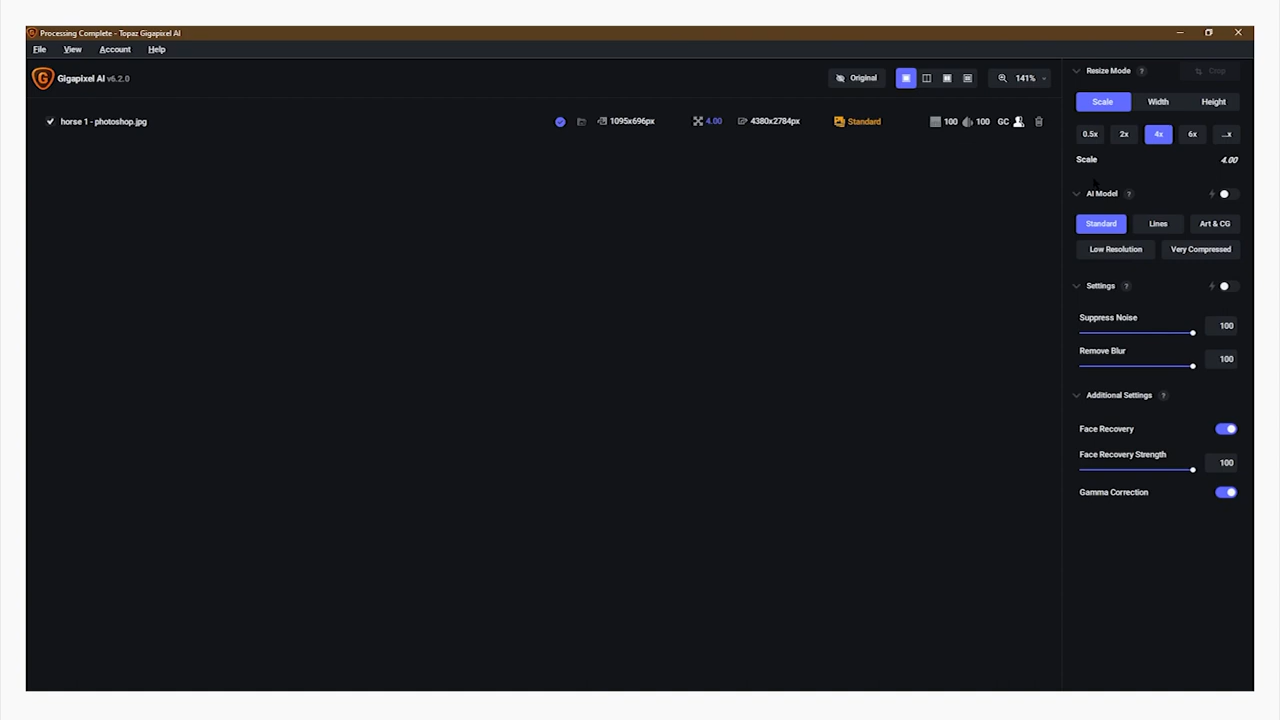 Processing Complete - Topaz Gigapixel AI
File View Account Help
Gigapixel AI v6.2.0
Original
141%
horse 1 - photoshop.jpg
1095x696px
4.00
4380x2784px
Standard
100
100
GC
Resize Mode ?
Crop
Scale Width Height
0.5x 2x 4x 6x ...x
Scale 4.00
AI Model ?
Standard Lines Art & CG
Low Resolution Very Compressed
Settings ?
Suppress Noise 100
Remove Blur 100
Additional Settings ?
Face Recovery
Face Recovery Strength 100
Gamma Correction